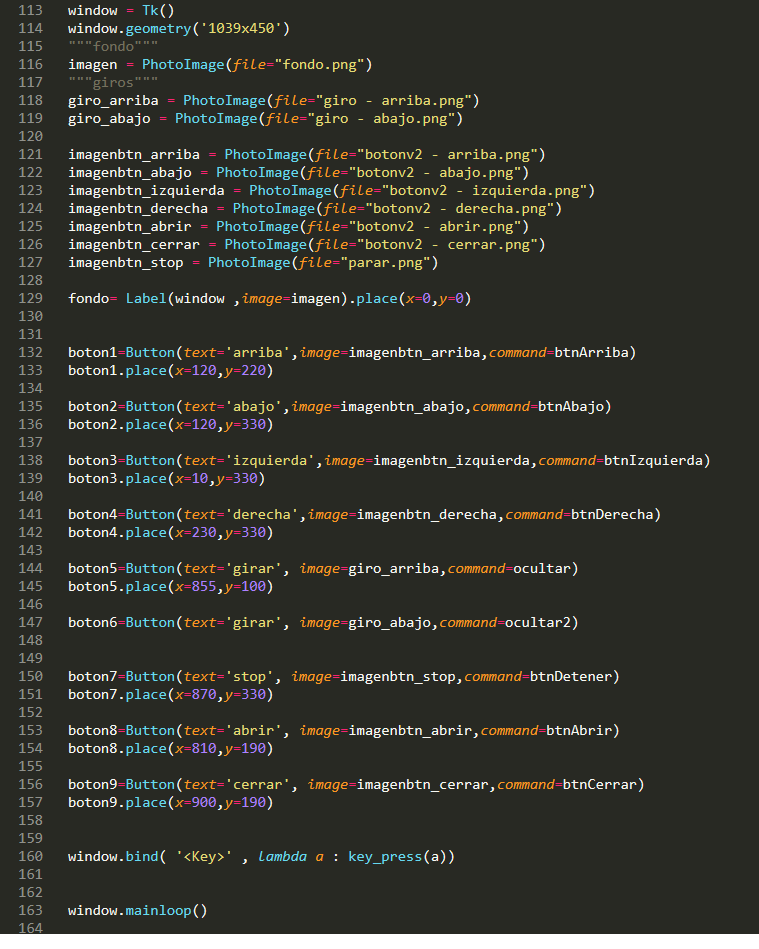 113 window = Tk()
114 window.geometry('1039x450')
115 """fondo"""
116 imagen = PhotoImage(file="fondo.png")
117 """giros"""
118 giro_arriba = PhotoImage(file="giro - arriba.png")
119 giro_abajo = PhotoImage(file="giro - abajo.png")
120
121 imagenbtn_arriba = PhotoImage(file="botonv2 - arriba.png")
122 imagenbtn_abajo = PhotoImage(file="botonv2 - abajo.png")
123 imagenbtn_izquierda = PhotoImage(file="botonv2 - izquierda.png")
124 imagenbtn_derecha = PhotoImage(file="botonv2 - derecha.png")
125 imagenbtn_abrir = PhotoImage(file="botonv2 - abrir.png")
126 imagenbtn_cerrar = PhotoImage(file="botonv2 - cerrar.png")
127 imagenbtn_stop = PhotoImage(file="parar.png")
128
129 fondo= Label(window ,image=imagen).place(x=0,y=0)
130
131
132 boton1=Button(text='arriba',image=imagenbtn_arriba,command=btnArriba)
133 boton1.place(x=120,y=220)
134
135 boton2=Button(text='abajo',image=imagenbtn_abajo,command=btnAbajo)
136 boton2.place(x=120,y=330)
137
138 boton3=Button(text='izquierda',image=imagenbtn_izquierda,command=btnIzquierda)
139 boton3.place(x=10,y=330)
140
141 boton4=Button(text='derecha',image=imagenbtn_derecha,command=btnDerecha)
142 boton4.place(x=230,y=330)
143
144 boton5=Button(text='girar', image=giro_arriba,command=ocultar)
145 boton5.place(x=855,y=100)
146
147 boton6=Button(text='girar', image=giro_abajo,command=ocultar2)
148
149
150 boton7=Button(text='stop', image=imagenbtn_stop,command=btnDetener)
151 boton7.place(x=870,y=330)
152
153 boton8=Button(text='abrir', image=imagenbtn_abrir,command=btnAbrir)
154 boton8.place(x=810,y=190)
155
156 boton9=Button(text='cerrar', image=imagenbtn_cerrar,command=btnCerrar)
157 boton9.place(x=900,y=190)
158
159
160 window.bind( '<Key>' , lambda a : key_press(a))
161
162
163 window.mainloop()
164